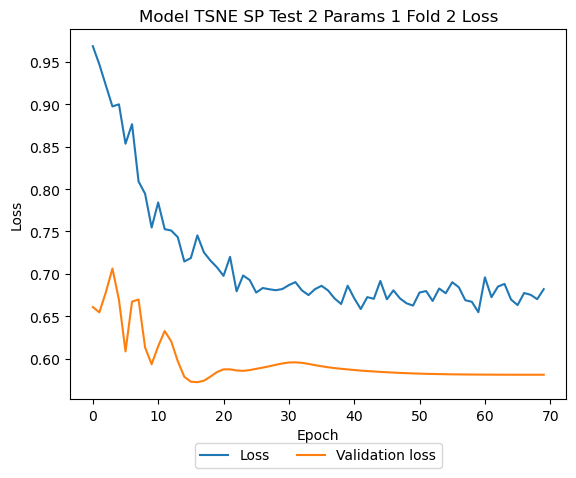 Model TSNE SP Test 2 Params 1 Fold 2 Loss
0.95
0.90
0.85
0.80
0.75
0.70
0.65
0.60
Loss
0 10 20 30 40 50 60 70
Epoch
Loss Validation loss